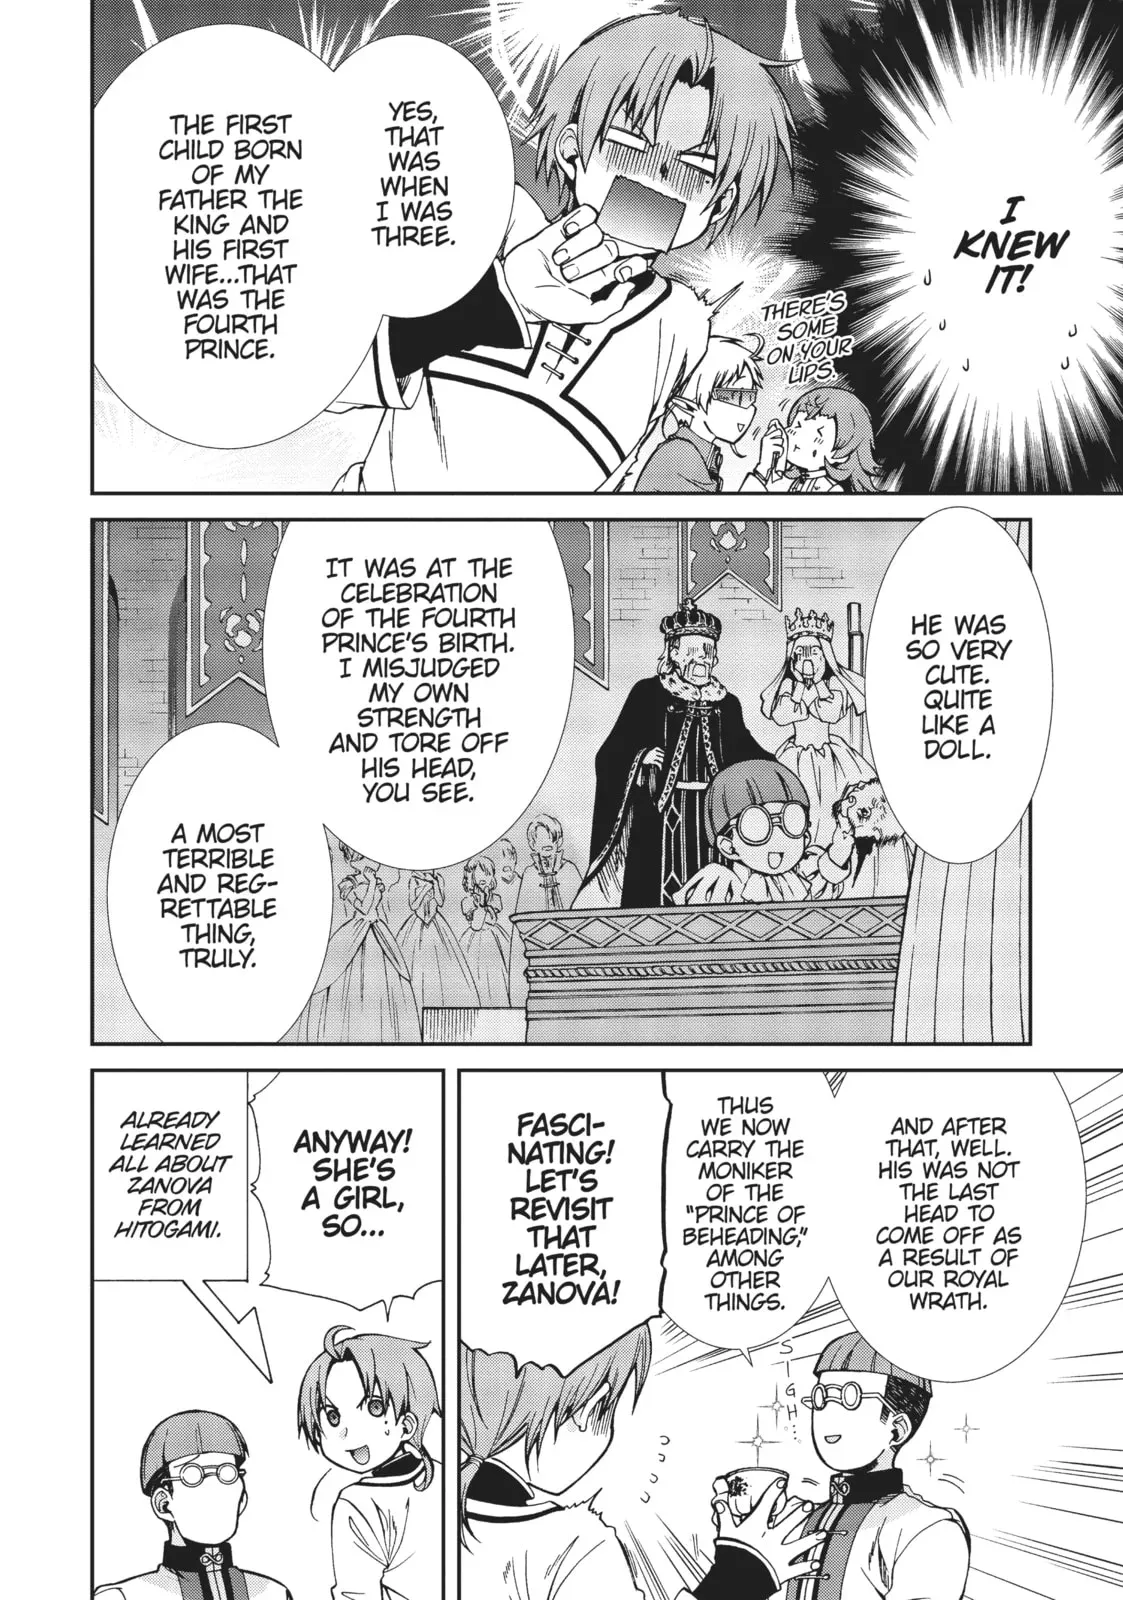 I
KNEW
IT!
THERE'S
SOME
ON YOUR
LIPS.
YES,
THAT
WAS
WHEN
I WAS
THREE.
THE FIRST
CHILD BORN
OF MY
FATHER THE
KING AND
HIS FIRST
WIFE...THAT
WAS THE
FOURTH
PRINCE.
HE WAS
SO VERY
CUTE.
QUITE
LIKE A
DOLL.
IT WAS AT THE
CELEBRATION
OF THE FOURTH
PRINCE'S BIRTH.
I MISJUDGED
MY OWN
STRENGTH
AND TORE OFF
HIS HEAD,
YOU SEE.
A MOST
TERRIBLE
AND REG-
RETTABLE
THING,
TRULY.
AND AFTER
THAT, WELL.
HIS WAS NOT
THE LAST
HEAD TO
COME OFF AS
A RESULT OF
OUR ROYAL
WRATH.
THUS
WE NOW
CARRY THE
MONIKER
OF THE
"PRINCE OF
BEHEADING,"
AMONG
OTHER
THINGS.
SIGH...
FASCI-
NATING!
LET'S
REVISIT
THAT
LATER,
ZANOVA!
ANYWAY!
SHE'S
A GIRL,
SO...
ALREADY
LEARNED
ALL ABOUT
ZANOVA
FROM
HITOGAMI.